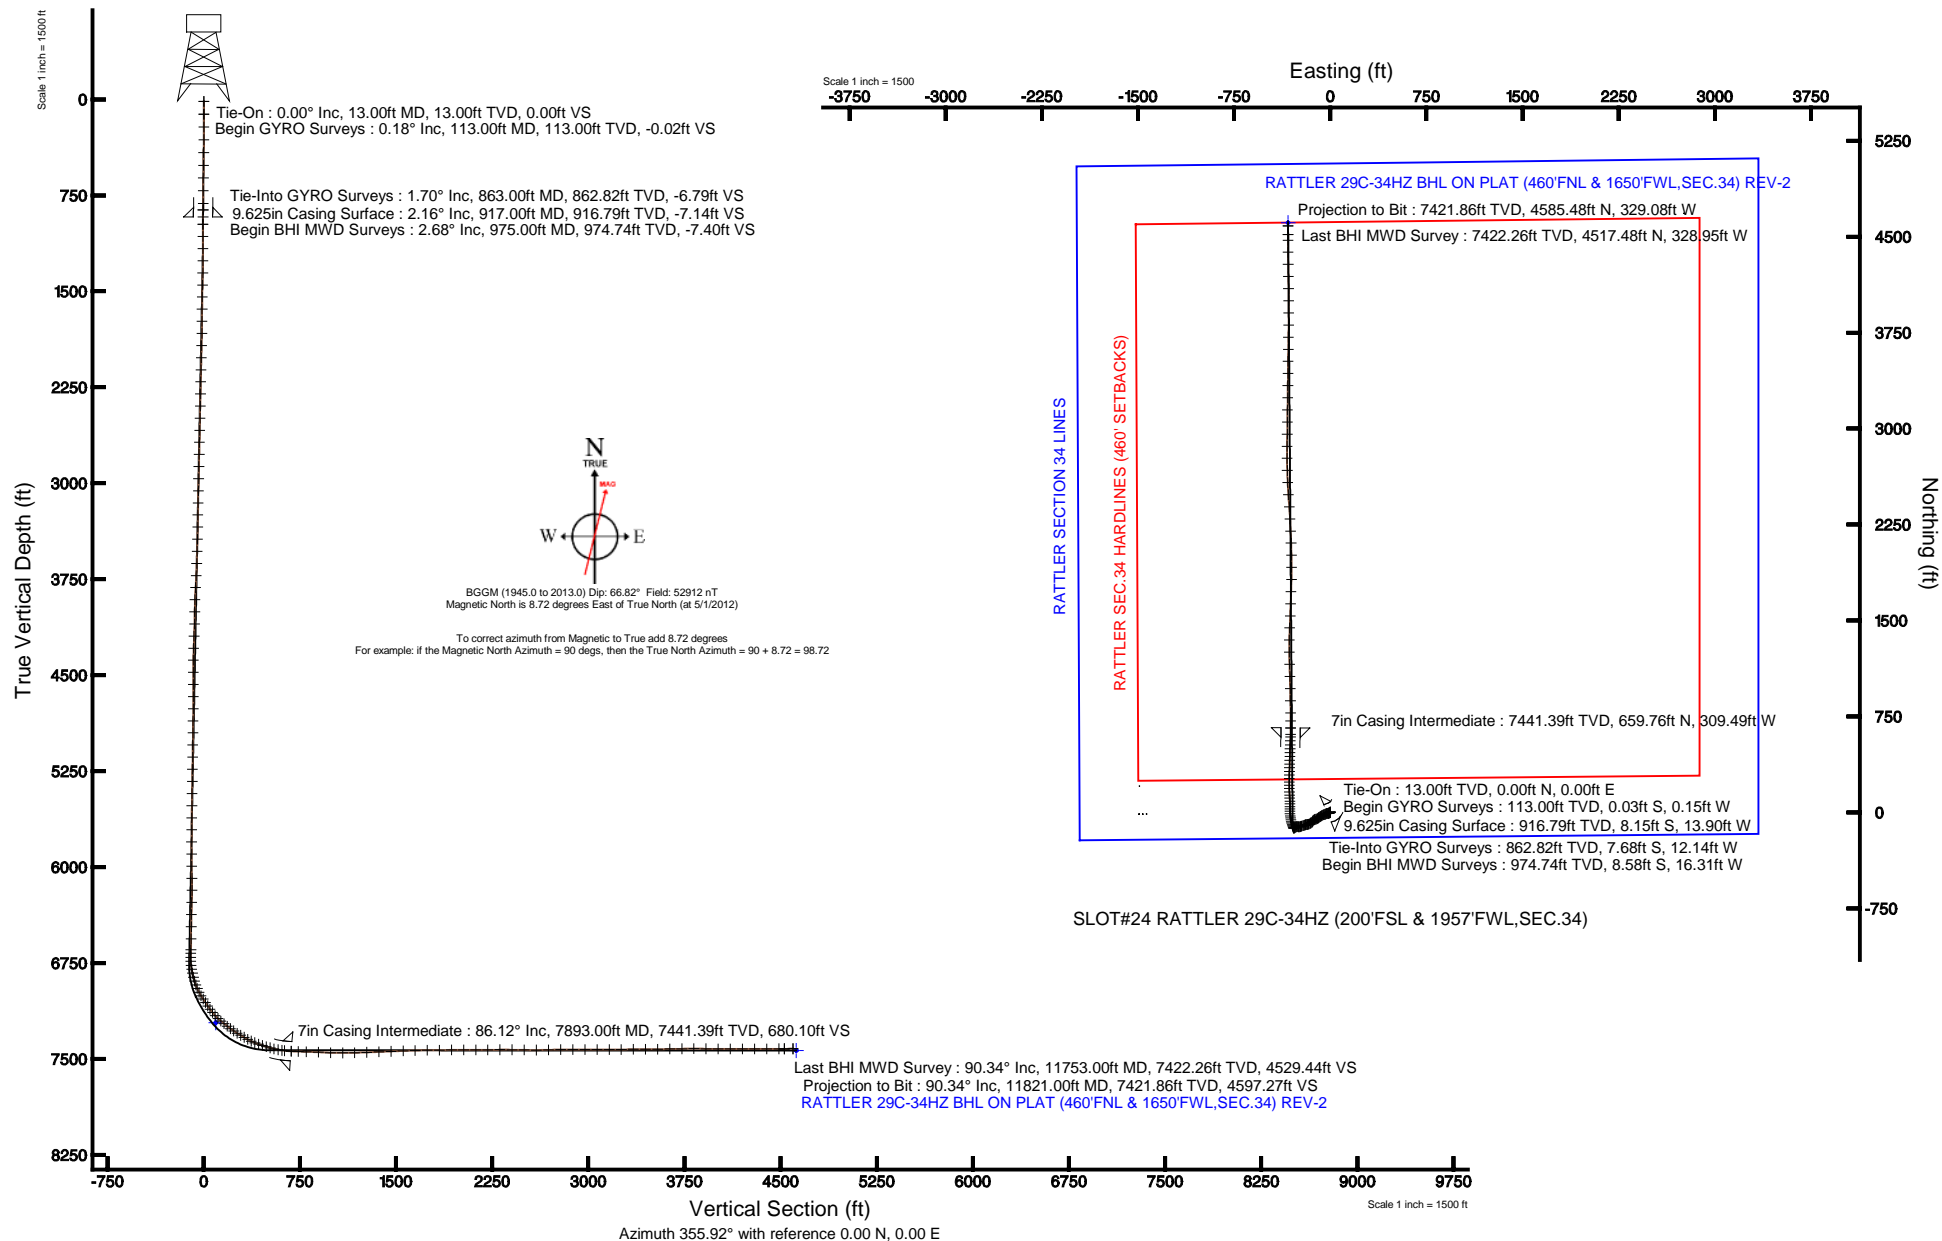 Scale 1 inch = 1500 ft
True Vertical Depth (ft)
0
750
1500
2250
3000
3750
4500
5250
6000
6750
7500
8250
Tie-On : 0.00° Inc, 13.00ft MD, 13.00ft TVD, 0.00ft VS
Begin GYRO Surveys : 0.18° Inc, 113.00ft MD, 113.00ft TVD, -0.02ft VS
Tie-Into GYRO Surveys : 1.70° Inc, 863.00ft MD, 862.82ft TVD, -6.79ft VS
9.625in Casing Surface : 2.16° Inc, 917.00ft MD, 916.79ft TVD, -7.14ft VS
Begin BHI MWD Surveys : 2.68° Inc, 975.00ft MD, 974.74ft TVD, -7.40ft VS
N
TRUE
MAG
W
E
BGGM (1945.0 to 2013.0) Dip: 66.82° Field: 52912 nT
Magnetic North is 8.72 degrees East of True North (at 5/1/2012)
To correct azimuth from Magnetic to True add 8.72 degrees
For example: if the Magnetic North Azimuth = 90 degs, then the True North Azimuth = 90 + 8.72 = 98.72
7in Casing Intermediate : 86.12° Inc, 7893.00ft MD, 7441.39ft TVD, 680.10ft VS
Last BHI MWD Survey : 90.34° Inc, 11753.00ft MD, 7422.26ft TVD, 4529.44ft VS
Projection to Bit : 90.34° Inc, 11821.00ft MD, 7421.86ft TVD, 4597.27ft VS
RATTLER 29C-34HZ BHL ON PLAT (460'FNL & 1650'FWL,SEC.34) REV-2
-750 0 750 1500 2250 3000 3750 4500 5250 6000 6750 7500 8250 9000 9750
Vertical Section (ft)
Scale 1 inch = 1500 ft
Azimuth 355.92° with reference 0.00 N, 0.00 E
Easting (ft)
Scale 1 inch = 1500
-3750 -3000 -2250 -1500 -750 0 750 1500 2250 3000 3750
5250
4500
3750
3000
2250
1500
750
0
-750
Northing (ft)
RATTLER 29C-34HZ BHL ON PLAT (460'FNL & 1650'FWL,SEC.34) REV-2
Projection to Bit : 7421.86ft TVD, 4585.48ft N, 329.08ft W
Last BHI MWD Survey : 7422.26ft TVD, 4517.48ft N, 328.95ft W
RATTLER SECTION 34 LINES
RATTLER SEC.34 HARDLINES (460' SETBACKS)
7in Casing Intermediate : 7441.39ft TVD, 659.76ft N, 309.49ft W
Tie-On : 13.00ft TVD, 0.00ft N, 0.00ft E
Begin GYRO Surveys : 113.00ft TVD, 0.03ft S, 0.15ft W
9.625in Casing Surface : 916.79ft TVD, 8.15ft S, 13.90ft W
Tie-Into GYRO Surveys : 862.82ft TVD, 7.68ft S, 12.14ft W
Begin BHI MWD Surveys : 974.74ft TVD, 8.58ft S, 16.31ft W
SLOT#24 RATTLER 29C-34HZ (200'FSL & 1957'FWL,SEC.34)